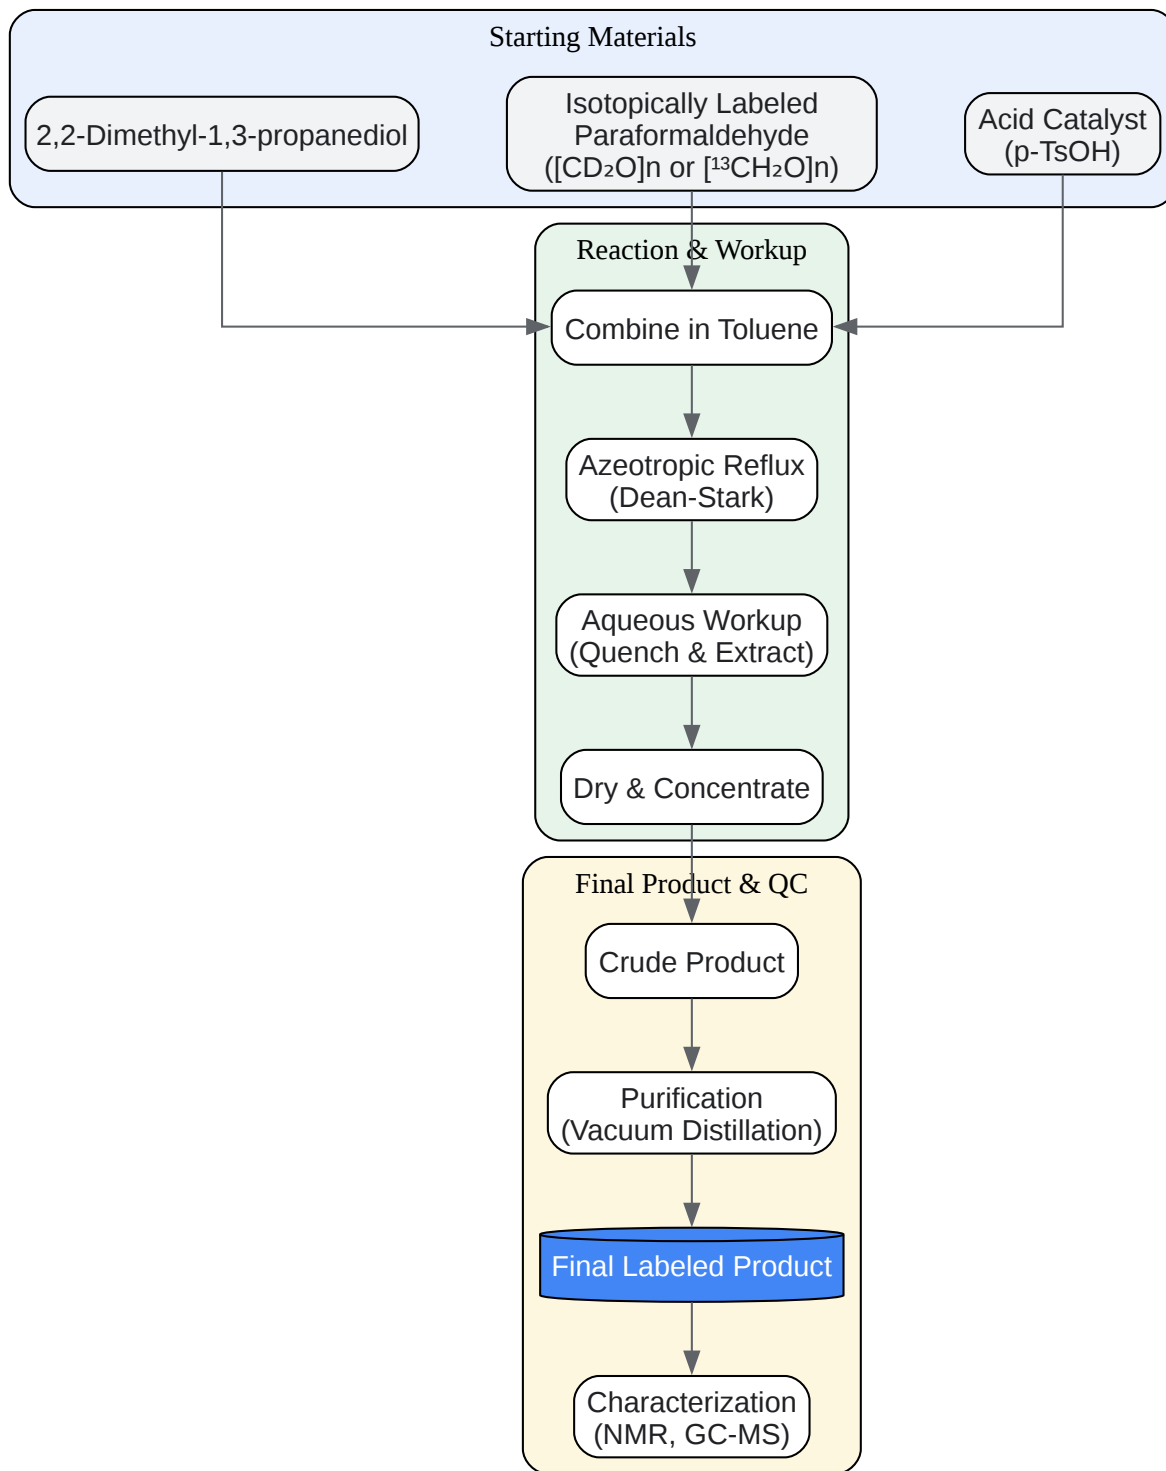 Starting Materials
2,2-Dimethyl-1,3-propanediol
Isotopically Labeled
Paraformaldehyde
([CD₂O]n or [¹³CH₂O]n)
Acid Catalyst
(p-TsOH)
Reaction & Workup
Combine in Toluene
Azeotropic Reflux
(Dean-Stark)
Aqueous Workup
(Quench & Extract)
Dry & Concentrate
Final Product & QC
Crude Product
Purification
(Vacuum Distillation)
Final Labeled Product
Characterization
(NMR, GC-MS)